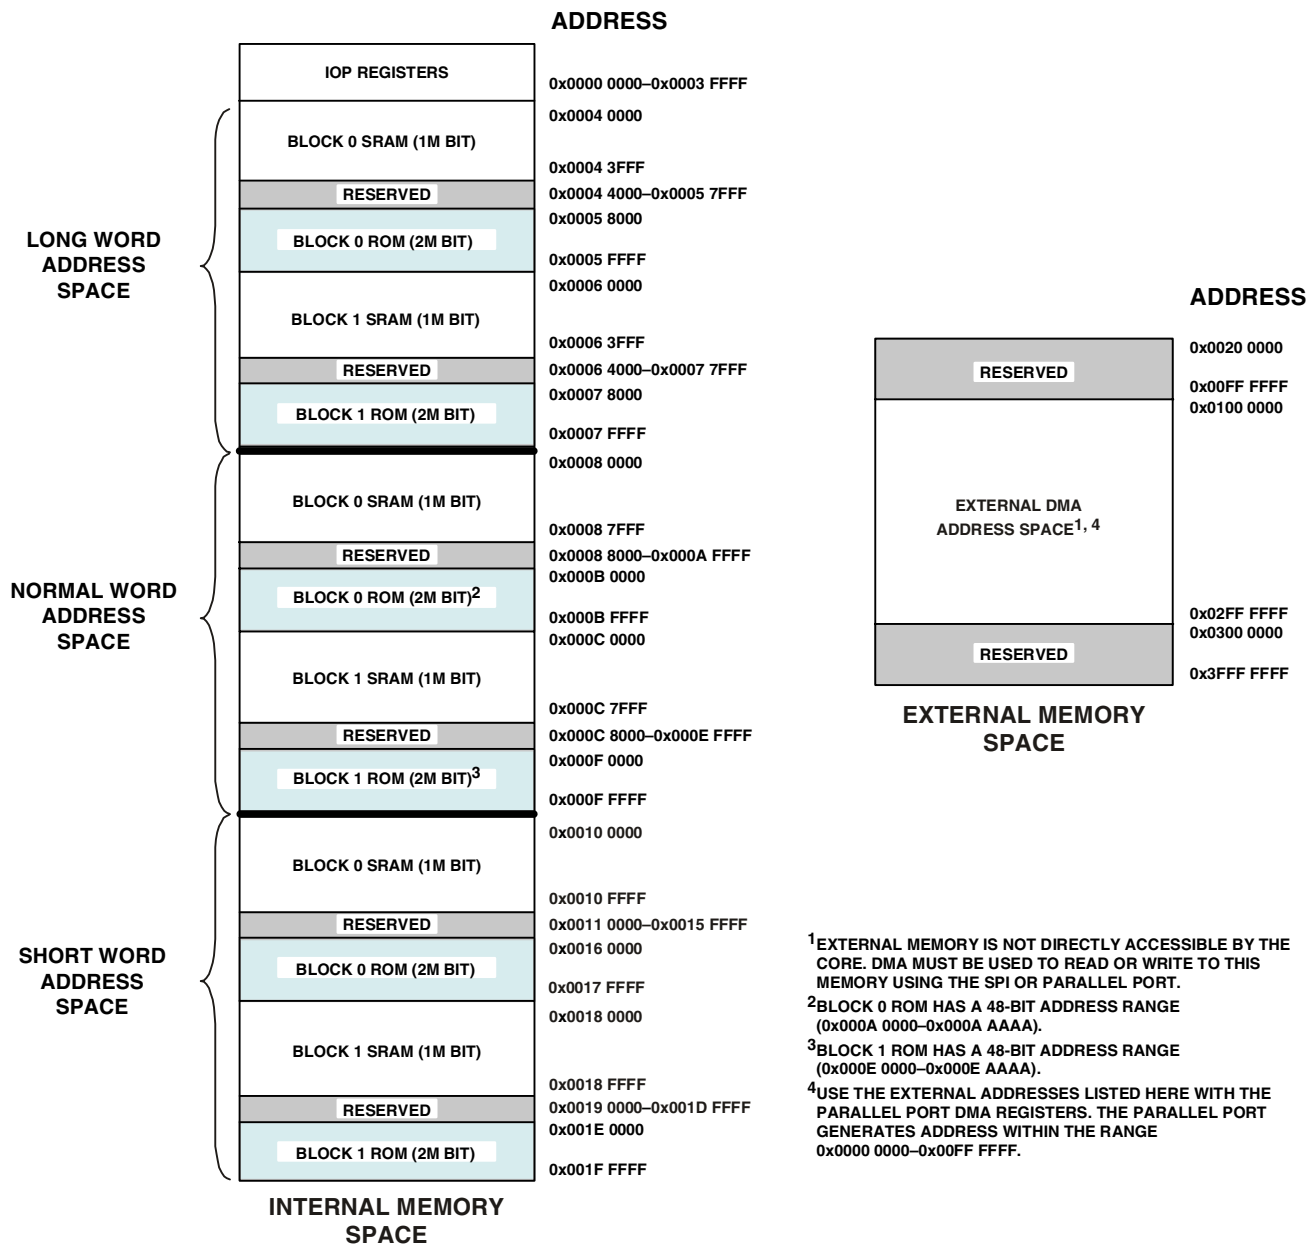 ADDRESS
IOP REGISTERS
0x0000 0000–0x0003 FFFF
0x0004 0000
BLOCK 0 SRAM (1M BIT)
0x0004 3FFF
RESERVED
0x0004 4000–0x0005 7FFF
0x0005 8000
BLOCK 0 ROM (2M BIT)
0x0005 FFFF
LONG WORD
ADDRESS
SPACE
0x0006 0000
BLOCK 1 SRAM (1M BIT)
0x0006 3FFF
RESERVED
0x0006 4000–0x0007 7FFF
0x0007 8000
BLOCK 1 ROM (2M BIT)
0x0007 FFFF
0x0008 0000
BLOCK 0 SRAM (1M BIT)
0x0008 7FFF
RESERVED
0x0008 8000–0x000A FFFF
0x000B 0000
BLOCK 0 ROM (2M BIT)2
0x000B FFFF
NORMAL WORD
ADDRESS
SPACE
0x000C 0000
BLOCK 1 SRAM (1M BIT)
0x000C 7FFF
RESERVED
0x000C 8000–0x000E FFFF
0x000F 0000
BLOCK 1 ROM (2M BIT)3
0x000F FFFF
0x0010 0000
BLOCK 0 SRAM (1M BIT)
0x0010 FFFF
RESERVED
0x0011 0000–0x0015 FFFF
0x0016 0000
BLOCK 0 ROM (2M BIT)
0x0017 FFFF
SHORT WORD
ADDRESS
SPACE
0x0018 0000
BLOCK 1 SRAM (1M BIT)
0x0018 FFFF
RESERVED
0x0019 0000–0x001D FFFF
0x001E 0000
BLOCK 1 ROM (2M BIT)
0x001F FFFF
INTERNAL MEMORY
SPACE
ADDRESS
0x0020 0000
RESERVED
0x00FF FFFF
0x0100 0000
EXTERNAL DMA
ADDRESS SPACE1, 4
0x02FF FFFF
0x0300 0000
RESERVED
0x3FFF FFFF
EXTERNAL MEMORY
SPACE
1EXTERNAL MEMORY IS NOT DIRECTLY ACCESSIBLE BY THE
CORE. DMA MUST BE USED TO READ OR WRITE TO THIS
MEMORY USING THE SPI OR PARALLEL PORT.
2BLOCK 0 ROM HAS A 48-BIT ADDRESS RANGE
(0x000A 0000–0x000A AAAA).
3BLOCK 1 ROM HAS A 48-BIT ADDRESS RANGE
(0x000E 0000–0x000E AAAA).
4USE THE EXTERNAL ADDRESSES LISTED HERE WITH THE
PARALLEL PORT DMA REGISTERS. THE PARALLEL PORT
GENERATES ADDRESS WITHIN THE RANGE
0x0000 0000–0x00FF FFFF.